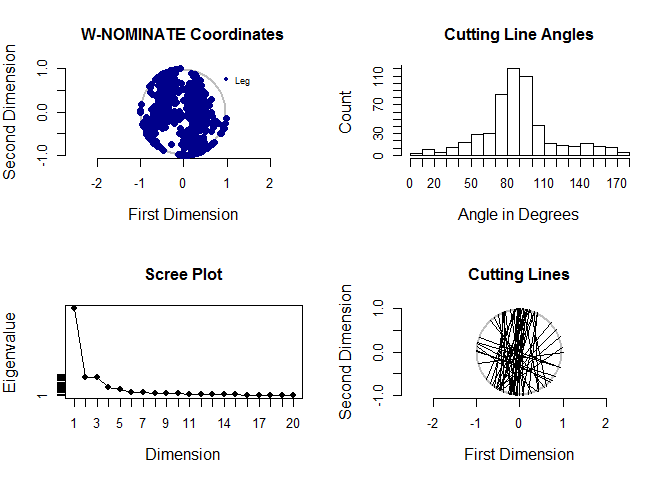 W-NOMINATE Coordinates
Second Dimension
1.0
0.0
-1.0
Leg
-2 -1 0 1 2
First Dimension
Cutting Line Angles
Count
110
70
30
0
0 20 50 80 110 140 170
Angle in Degrees
Scree Plot
Eigenvalue
1
1 3 5 7 9 11 14 17 20
Dimension
Cutting Lines
Second Dimension
1.0
0.0
-1.0
-2 -1 0 1 2
First Dimension